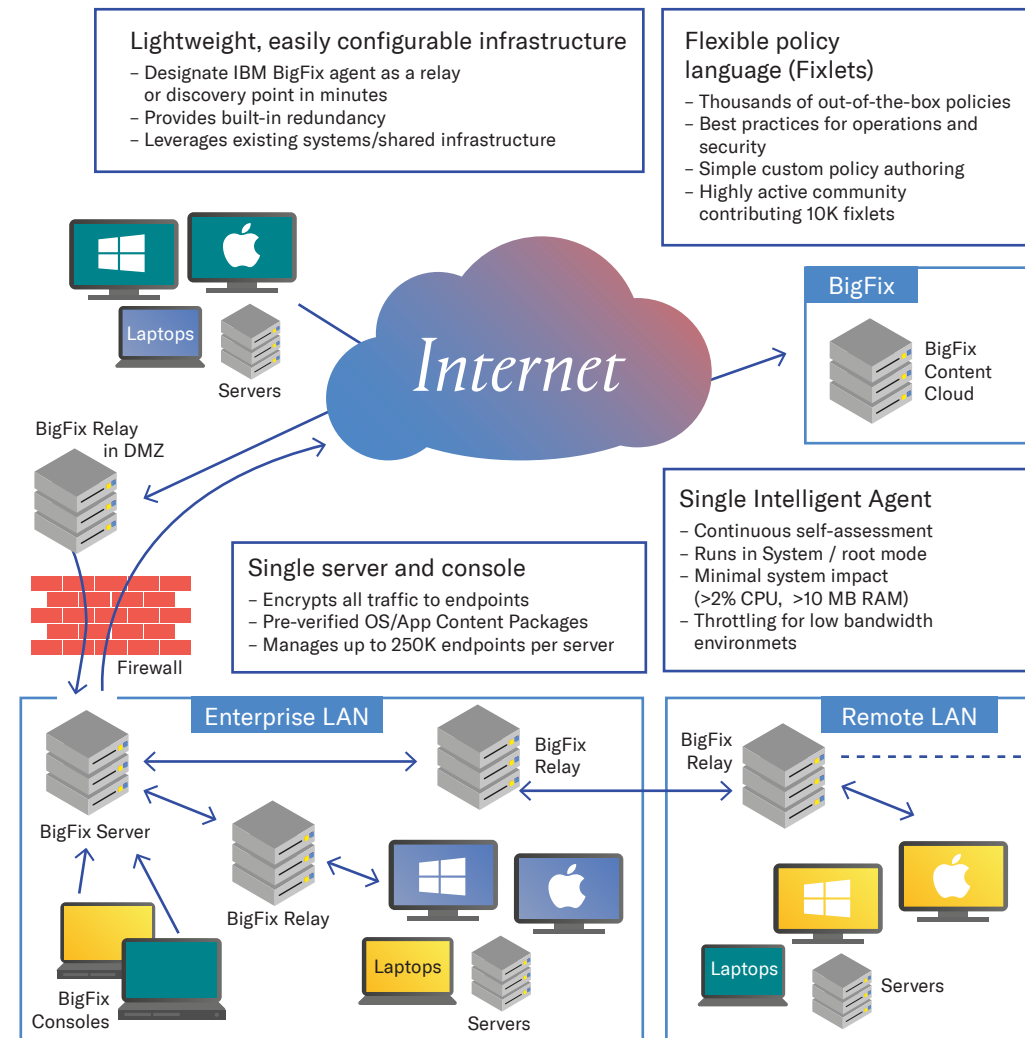 Lightweight, easily configurable infrastructure
– Designate IBM BigFix agent as a relay
or discovery point in minutes
– Provides built-in redundancy
– Leverages existing systems/shared infrastructure
Flexible policy
language (Fixlets)
– Thousands of out-of-the-box policies
– Best practices for operations and
security
– Simple custom policy authoring
– Highly active community
contributing 10K fixlets
Laptops
Servers
Internet
BigFix
BigFix
Content
Cloud
BigFix Relay
in DMZ
Firewall
Single server and console
– Encrypts all traffic to endpoints
– Pre-verified OS/App Content Packages
– Manages up to 250K endpoints per server
Single Intelligent Agent
– Continuous self-assessment
– Runs in System / root mode
– Minimal system impact
(>2% CPU, >10 MB RAM)
– Throttling for low bandwidth
environmets
Enterprise LAN
BigFix Server
BigFix
Relay
BigFix Relay
BigFix
Consoles
Laptops
Servers
Remote LAN
BigFix
Relay
Laptops
Servers